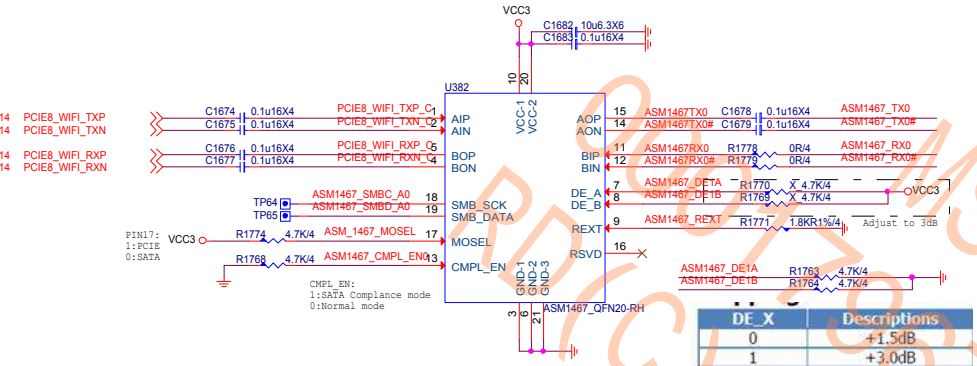 VCC3
C1682 10u6.3X6
C1683 0.1u16X4
10
20
U382
VCC-1
VCC-2
14 PCIE8_WIFI_TXP
C1674 0.1u16X4
PCIE8_WIFI_TXP_C
1
AIP
AOP
15
ASM1467TX0
C1678 0.1u16X4
ASM1467_TX0
14 PCIE8_WIFI_TXN
C1675 0.1u16X4
PCIE8_WIFI_TXN_C
2
AIN
AON
14
ASM1467TX0#
C1679 0.1u16X4
ASM1467_TX0#
14 PCIE8_WIFI_RXP
C1676 0.1u16X4
PCIE8_WIFI_RXP_C
5
BOP
BIP
11
ASM1467RX0
R1778 0R/4
ASM1467_RX0
14 PCIE8_WIFI_RXN
C1677 0.1u16X4
PCIE8_WIFI_RXN_C
4
BON
BIN
12
ASM1467RX0#
R1779 0R/4
ASM1467_RX0#
DE_A
7
ASM1467_DE1A
R1770 X_4.7K/4
VCC3
DE_B
8
ASM1467_DE1B
R1769 X_4.7K/4
TP64
ASM1467_SMBC_A0
18
SMB_SCK
TP65
ASM1467_SMBD_A0
19
SMB_DATA
REXT
9
ASM1467_REXT
R1771 1.8KR1%/4
Adjust to 3dB
PIN17:
1:PCIE
0:SATA
VCC3
R1774 4.7K/4
ASM_1467_MOSEL
17
MOSEL
RSVD
16
R1768 4.7K/4
ASM1467_CMPL_EN0
13
CMPL_EN
CMPL_EN:
1:SATA Complance mode
0:Normal mode
GND-1
GND-2
GND-3
3
6
21
ASM1467_QFN20-RH
ASM1467_DE1A
R1763 4.7K/4
ASM1467_DE1B
R1764 4.7K/4
DE_X Descriptions
0 +1.5dB
1 +3.0dB